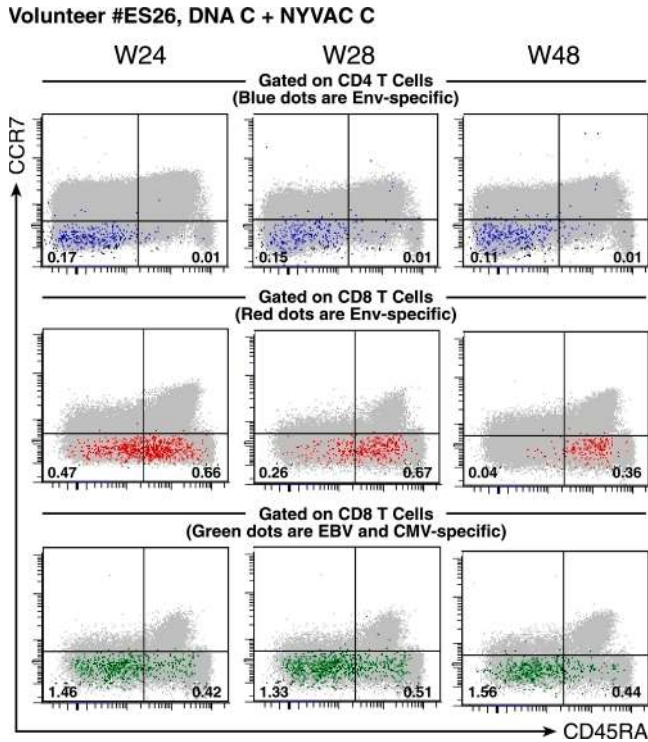 Volunteer #ES26, DNA C + NYVAC C
W24 W28 W48
Gated on CD4 T Cells
(Blue dots are Env-specific)
CCR7
0.17 0.01 0.15 0.01 0.11 0.01
Gated on CD8 T Cells
(Red dots are Env-specific)
0.47 0.66 0.26 0.67 0.04 0.36
Gated on CD8 T Cells
(Green dots are EBV and CMV-specific)
1.46 0.42 1.33 0.51 1.56 0.44
CD45RA